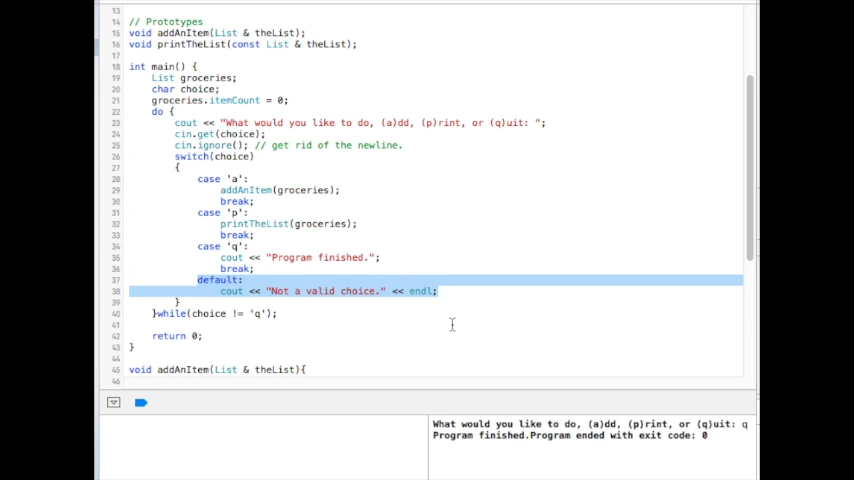 13
14 // Prototypes
15 void addAnItem(List & theList);
16 void printTheList(const List & theList);
17
18 int main() {
19 List groceries;
20 char choice;
21 groceries.itemCount = 0;
22 do {
23 cout << "What would you like to do, (a)dd, (p)rint, or (q)uit: ";
24 cin.get(choice);
25 cin.ignore(); // get rid of the newline.
26 switch(choice)
27 {
28 case 'a':
29 addAnItem(groceries);
30 break;
31 case 'p':
32 printTheList(groceries);
33 break;
34 case 'q':
35 cout << "Program finished.";
36 break;
37 default:
38 cout << "Not a valid choice." << endl;
39 }
40 }while(choice != 'q');
41
42 return 0;
43 }
44
45 void addAnItem(List & theList){
46
What would you like to do, (a)dd, (p)rint, or (q)uit: q
Program finished.Program ended with exit code: 0